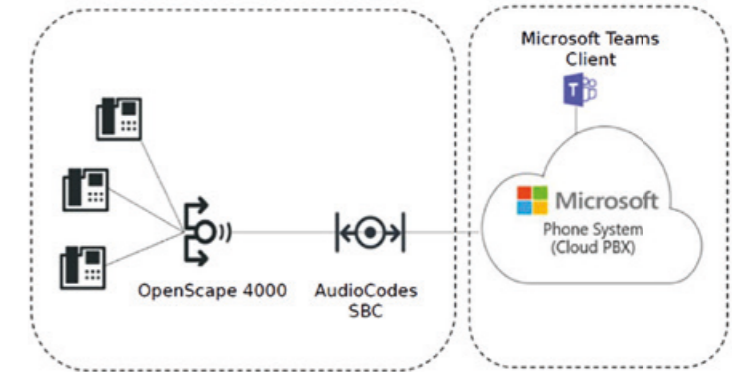 Microsoft Teams
Client
T
Microsoft
Phone System
(Cloud PBX)
OpenScape 4000
AudioCodes
SBC